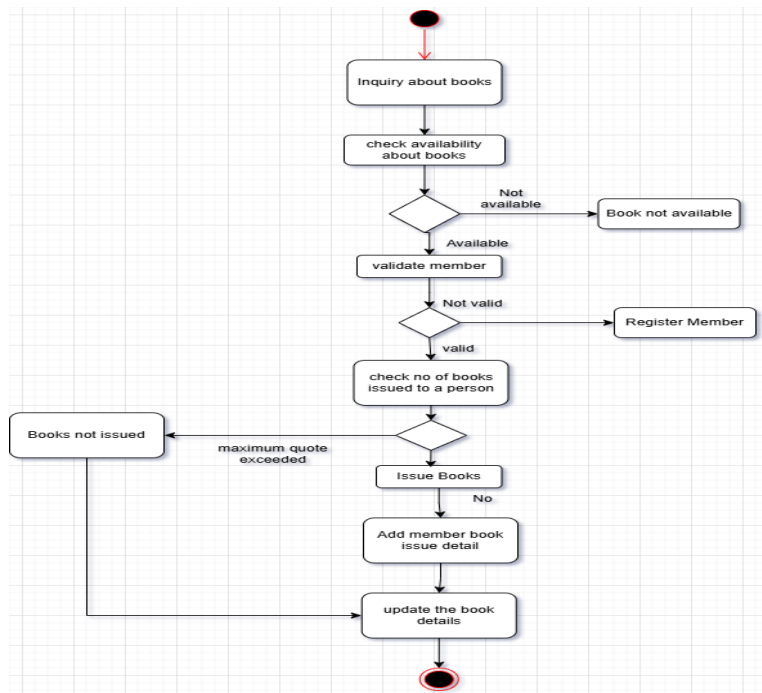 Inquiry about books
check availability
about books
Not
available
Book not available
Available
validate member
Not valid
Register Member
valid
check no of books
issued to a person
Books not issued
maximum quote
exceeded
Issue Books
No
Add member book
issue detail
update the book
details